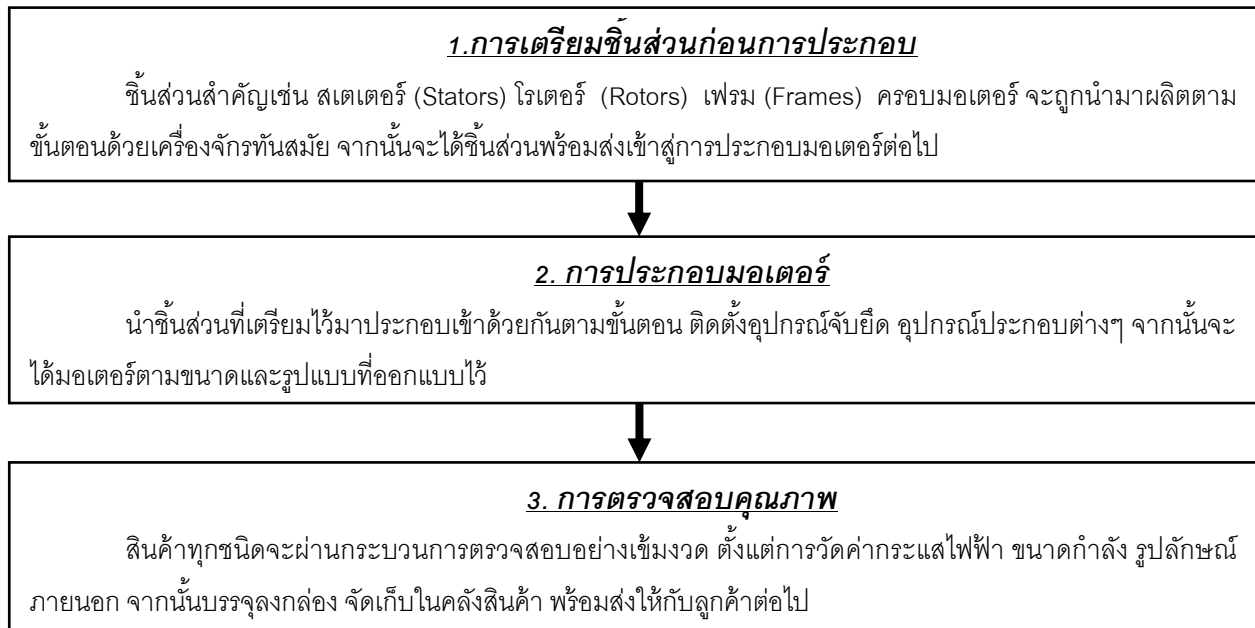 1.การเตรียมชิ้นส่วนก่อนการประกอบ
ชิ้นส่วนสำคัญเช่น สเตเตอร์ (Stators) โรเตอร์ (Rotors) เฟรม (Frames) ครอบมอเตอร์ จะถูกนำมาผลิตตาม
ขั้นตอนด้วยเครื่องจักรทันสมัย จากนั้นจะได้ชิ้นส่วนพร้อมส่งเข้าสู่การประกอบมอเตอร์ต่อไป
2. การประกอบมอเตอร์
นำชิ้นส่วนที่เตรียมไว้มาประกอบเข้าด้วยกันตามขั้นตอน ติดตั้งอุปกรณ์จับยึด อุปกรณ์ประกอบต่างๆ จากนั้นจะ
ได้มอเตอร์ตามขนาดและรูปแบบที่ออกแบบไว้
3. การตรวจสอบคุณภาพ
สินค้าทุกชนิดจะผ่านกระบวนการตรวจสอบอย่างเข้มงวด ตั้งแต่การวัดค่ากระแสไฟฟ้า ขนาดกำลัง รูปลักษณ์
ภายนอก จากนั้นบรรจุลงกล่อง จัดเก็บในคลังสินค้า พร้อมส่งให้กับลูกค้าต่อไป